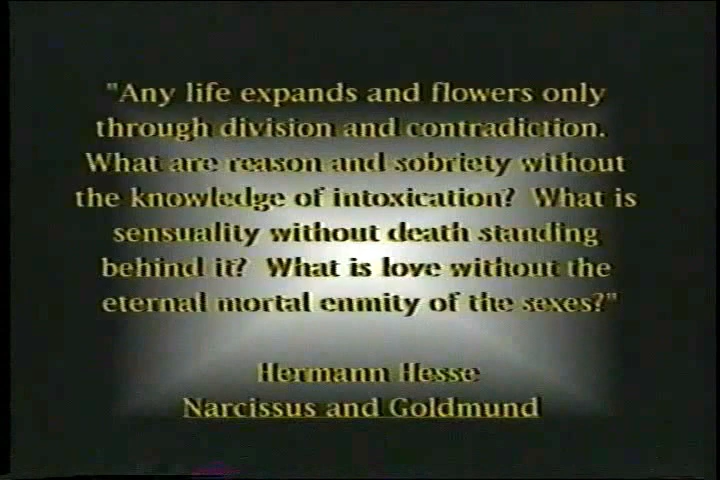 "Any life expands and flowers only
through division and contradiction.
What are reason and sobriety without
the knowledge of intoxication?  What is
sensuality without death standing
behind it?  What is love without the
eternal mortal enmity of the sexes?"
Hermann Hesse
Narcissus and Goldmund